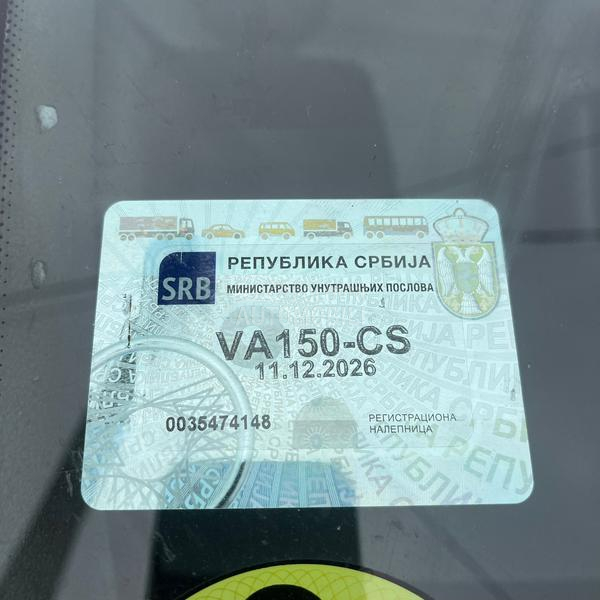 РЕПУБЛИКА СРБИЈА
SRB
МИНИСТАРСТВО УНУТРАШЊИХ ПОСЛОВА
VA150-CS
11.12.2026
0035474148
РЕГИСТРАЦИОНА
НАЛЕПНИЦА